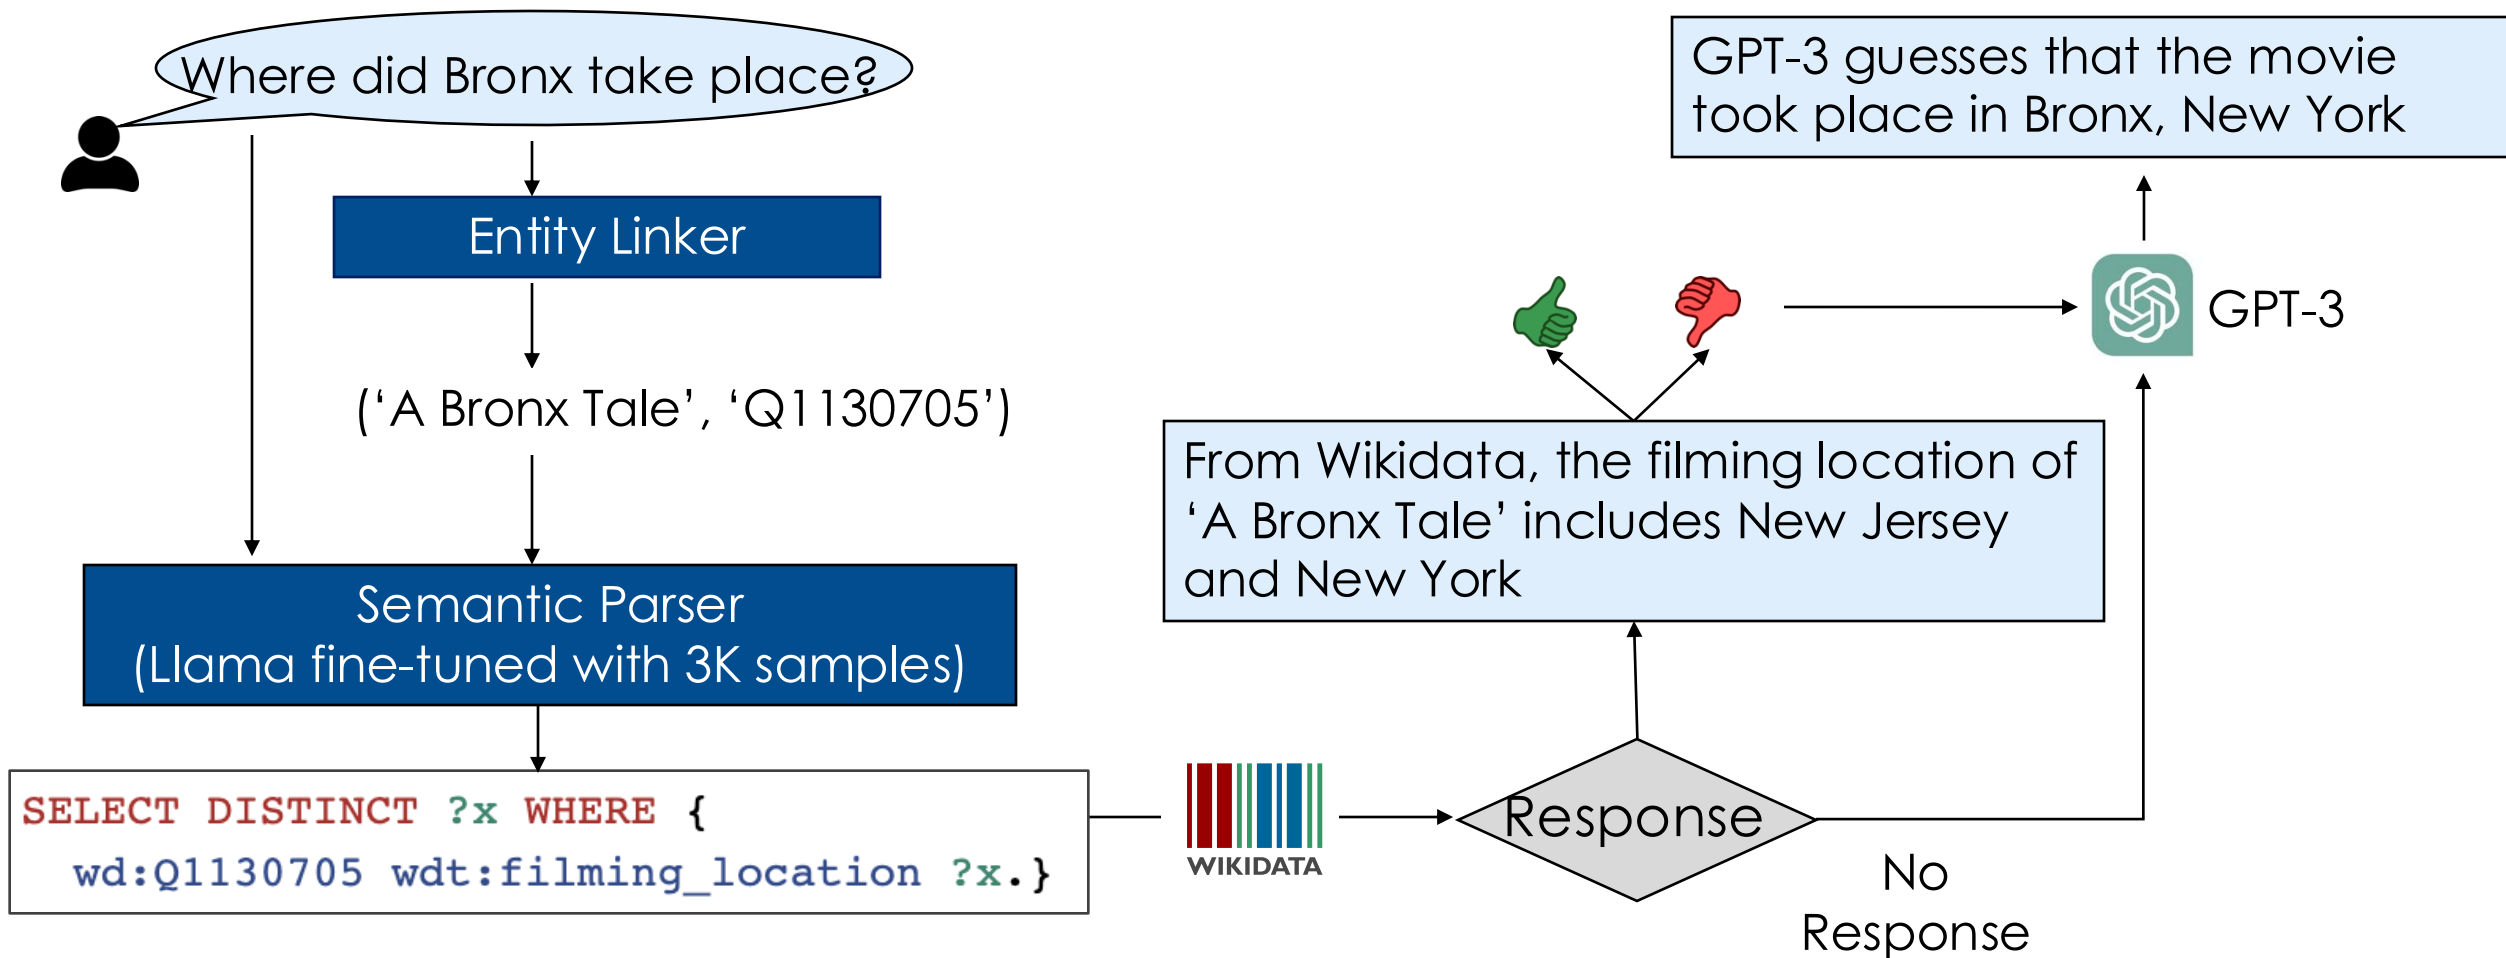 Where did Bronx take place?
Entity Linker
(‘A Bronx Tale’, ‘Q1130705’)
Semantic Parser
(Llama fine-tuned with 3K samples)
SELECT DISTINCT ?x WHERE {
wd:Q1130705 wdt:filming_location ?x.}
WIKIDATA
Response
No
Response
From Wikidata, the filming location of
‘A Bronx Tale’ includes New Jersey
and New York
GPT-3
GPT-3 guesses that the movie
took place in Bronx, New York